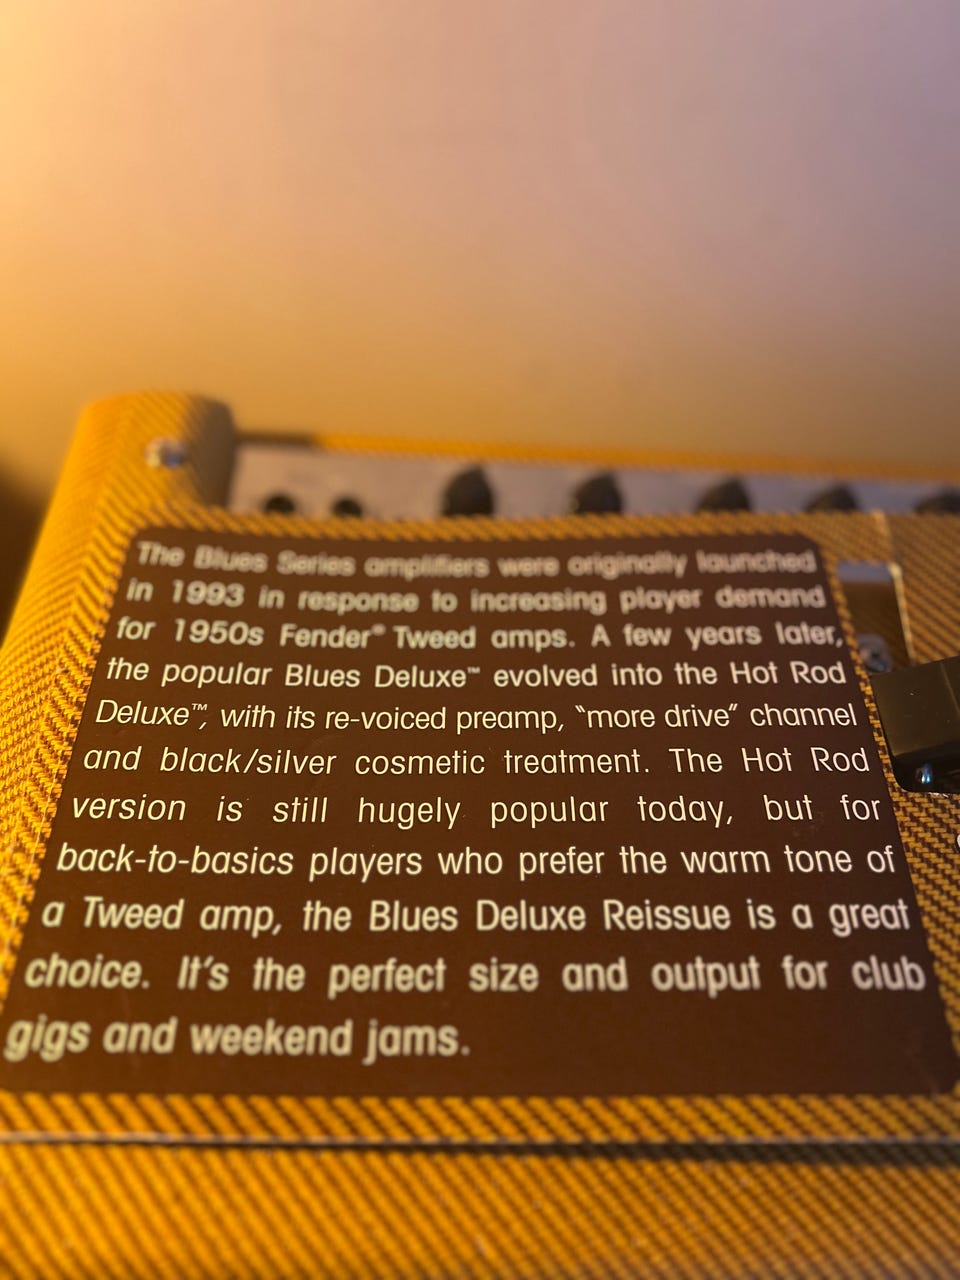 The Blues Series amplifiers were originally launched
in 1993 in response to increasing player demand
for 1950s Fender® Tweed amps. A few years later,
the popular Blues Deluxe™ evolved into the Hot Rod
Deluxe™, with its re-voiced preamp, “more drive” channel
and black/silver cosmetic treatment. The Hot Rod
version is still hugely popular today, but for
back-to-basics players who prefer the warm tone of
a Tweed amp, the Blues Deluxe Reissue is a great
choice. It’s the perfect size and output for club
gigs and weekend jams.